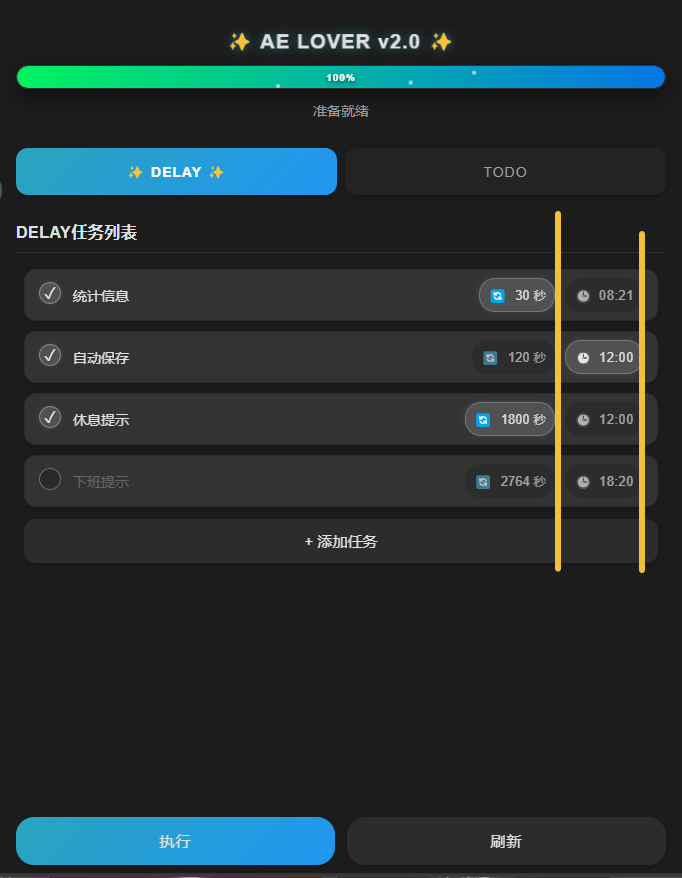 ✨ AE LOVER v2.0 ✨
100%
准备就绪
✨ DELAY ✨ TODO
DELAY任务列表
统计信息 30 秒 08:21
自动保存 120 秒 12:00
休息提示 1800 秒 12:00
下班提示 2764 秒 18:20
+ 添加任务
执行 刷新